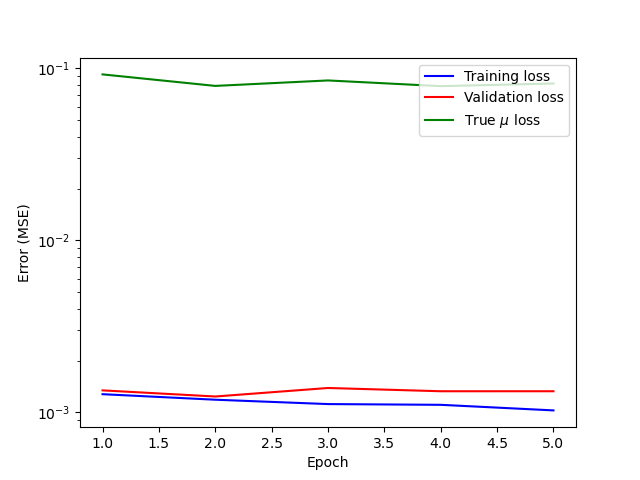 10⁻¹
10⁻²
10⁻³
Error (MSE)
Training loss
Validation loss
True μ loss
1.0 1.5 2.0 2.5 3.0 3.5 4.0 4.5 5.0
Epoch